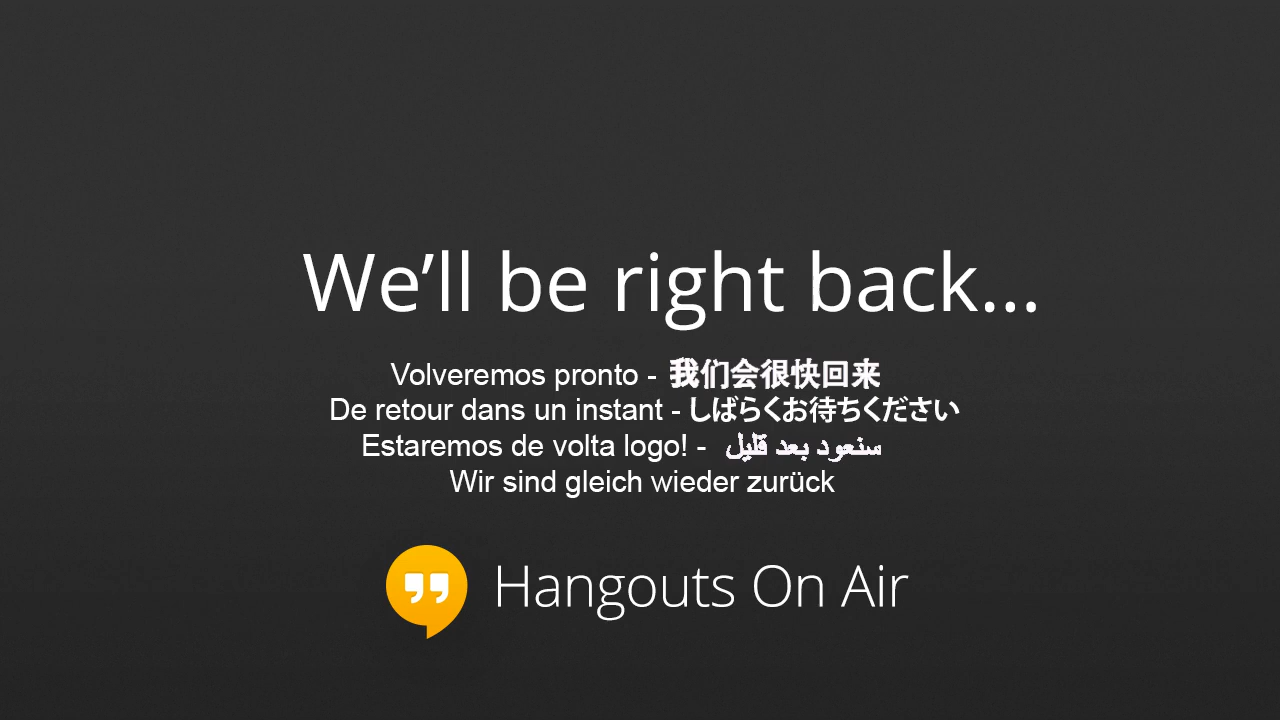 We’ll be right back...
Volveremos pronto - 我们会很快回来
De retour dans un instant - しばらくお待ちください
Estaremos de volta logo! - سنعود بعد قليل
Wir sind gleich wieder zurück
Hangouts On Air